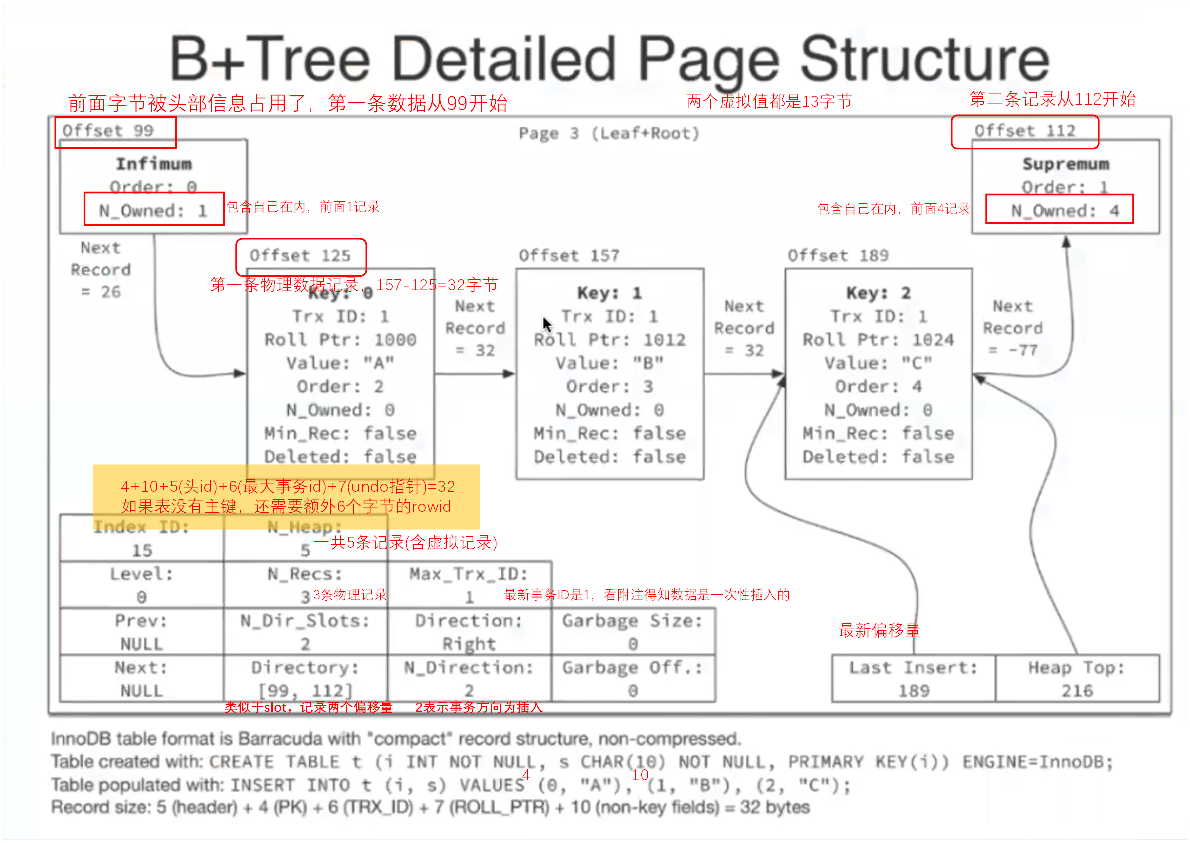 B+Tree Detailed Page Structure
前面字节被头部信息占用了，第一条数据从99开始
两个虚拟值都是13字节
第二条记录从112开始
Offset 99
Page 3 (Leaf+Root)
Offset 112
Infimum
Order: 0
N_Owned: 1
包含自己在内，前面1记录
Supremum
Order: 1
N_Owned: 4
包含自己在内，前面4记录
Next
Record
= 26
Offset 125
第一条物理数据记录，157-125=32字节
Key: 0
Trx ID: 1
Roll Ptr: 1000
Value: "A"
Order: 2
N_Owned: 0
Min_Rec: false
Deleted: false
Next
Record
= 32
Offset 157
Key: 1
Trx ID: 1
Roll Ptr: 1012
Value: "B"
Order: 3
N_Owned: 0
Min_Rec: false
Deleted: false
Next
Record
= 32
Offset 189
Key: 2
Trx ID: 1
Roll Ptr: 1024
Value: "C"
Order: 4
N_Owned: 0
Min_Rec: false
Deleted: false
Next
Record
= -77
4+10+5(头id)+6(最大事务id)+7(undo指针)=32
如果表没有主键，还需要额外6个字节的rowid
Index ID:
15
N_Heap:
5
一共5条记录(含虚拟记录)
Level:
0
N_Recs:
3
3条物理记录
Max_Trx_ID:
1
最新事务ID是1，看附注得知数据是一次性插入的
Prev:
NULL
N_Dir_Slots:
2
Direction:
Right
Garbage Size:
0
Next:
NULL
Directory:
[99, 112]
N_Direction:
2
Garbage Off.:
0
类似于slot，记录两个偏移量
2表示事务方向为插入
最新偏移量
Last Insert:
189
Heap Top:
216
InnoDB table format is Barracuda with "compact" record structure, non-compressed.
Table created with: CREATE TABLE t (i INT NOT NULL, s CHAR(10) NOT NULL, PRIMARY KEY(i)) ENGINE=InnoDB;
4
10
Table populated with: INSERT INTO t (i, s) VALUES (0, "A"), (1, "B"), (2, "C");
Record size: 5 (header) + 4 (PK) + 6 (TRX_ID) + 7 (ROLL_PTR) + 10 (non-key fields) = 32 bytes